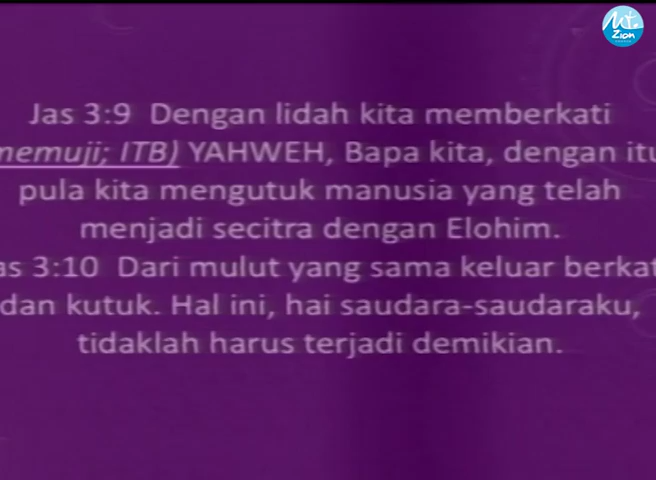 Mt. Zion
Jas 3:9 Dengan lidah kita memberkati
memuji; ITB) YAHWEH, Bapa kita, dengan itu
pula kita mengutuk manusia yang telah
menjadi secitra dengan Elohim.
as 3:10 Dari mulut yang sama keluar berkat
dan kutuk. Hal ini, hai saudara-saudaraku,
tidaklah harus terjadi demikian.